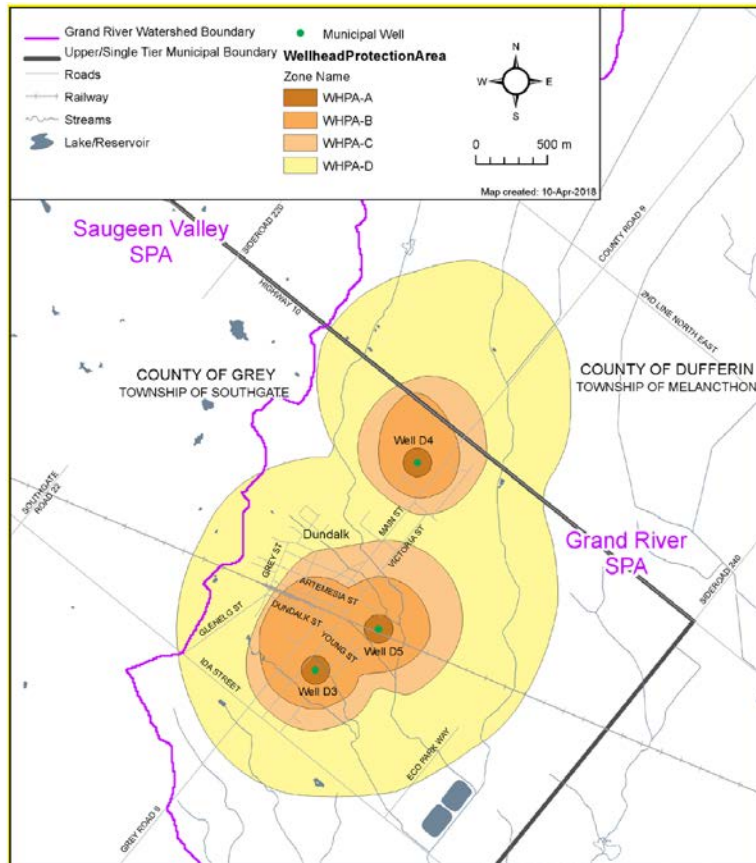 Grand River Watershed Boundary
Upper/Single Tier Municipal Boundary
Roads
Railway
Streams
Lake/Reservoir
Municipal Well
WellheadProtectionArea
Zone Name
WHPA-A
WHPA-B
WHPA-C
WHPA-D
N
W
E
S
0
500 m
Map created: 10-Apr-2018
Saugeen Valley
SPA
SIDEROAD 220
HIGHWAY 10
COUNTY ROAD 9
2ND LINE NORTH EAST
COUNTY OF GREY
TOWNSHIP OF SOUTHGATE
COUNTY OF DUFFERIN
TOWNSHIP OF MELANCTHON
Well D4
SOUTHGATE
ROAD 22
MAIN ST
VICTORIA ST
Dundalk
GREY ST
Grand River
SPA
SIDEROAD 240
ARTEMESIA ST
GLENELG ST
DUNDALK ST
YOUNG ST
Well D5
IDA STREET
Well D3
ECO PARK WAY
GREY ROAD 9